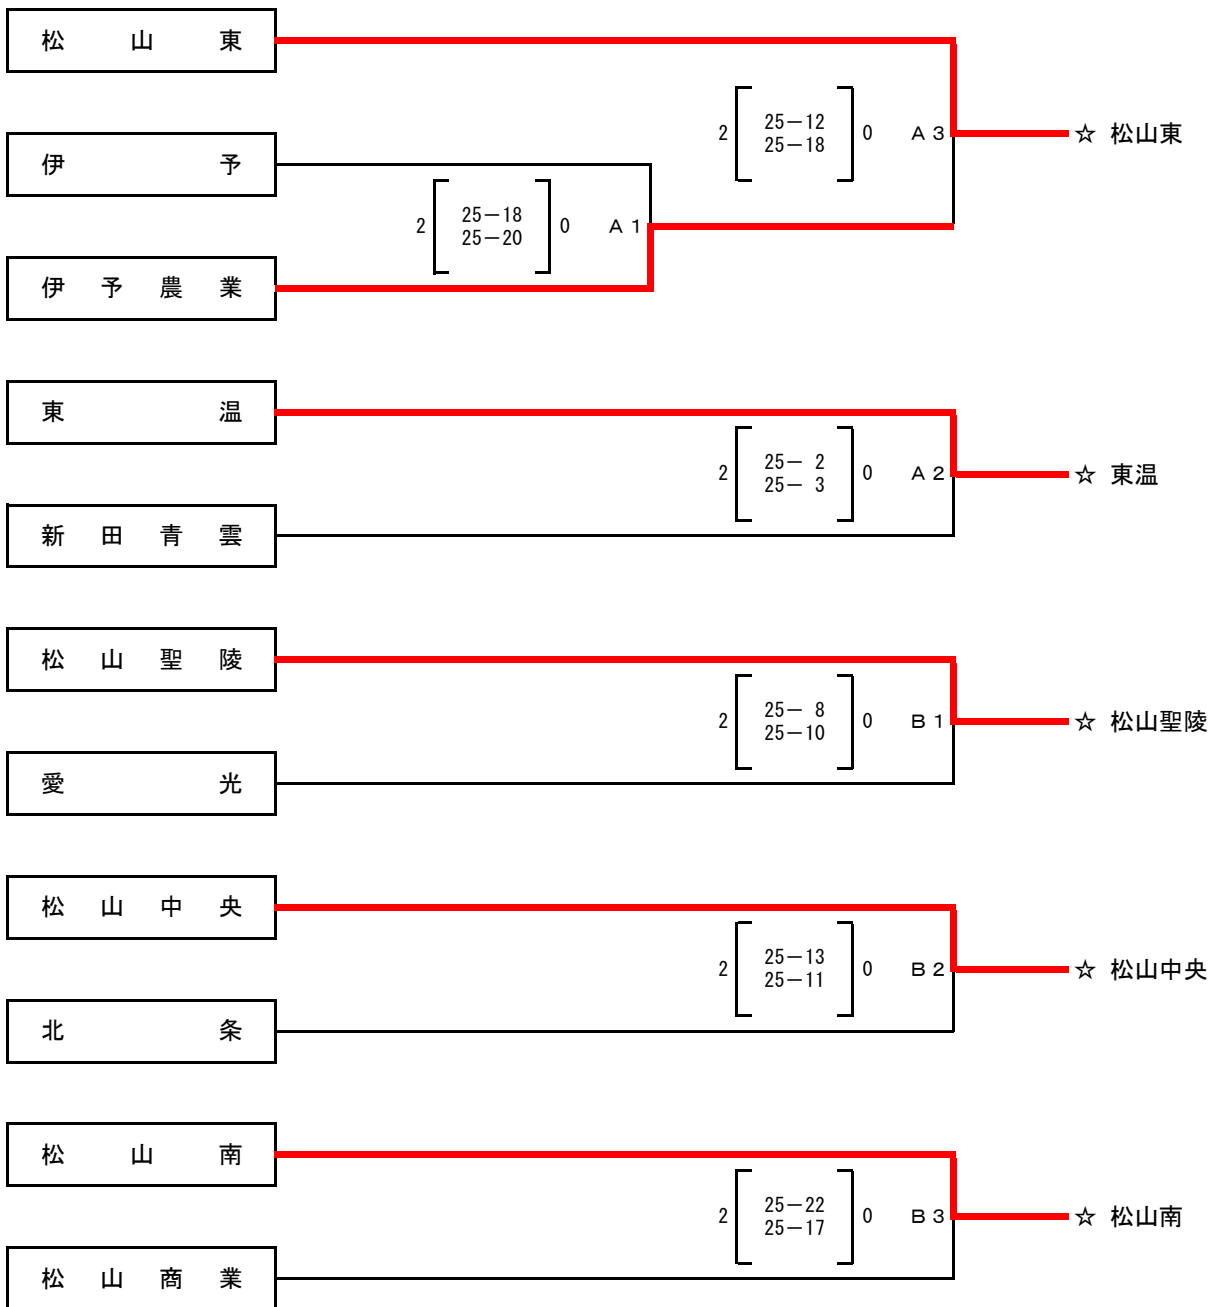 松山東
2 25－12 0 A3
25－18
☆ 松山東
伊予
2 25－18 0 A1
25－20
伊予農業
東温
2 25－ 2 0 A2
25－ 3
☆ 東温
新田青雲
松山聖陵
2 25－ 8 0 B1
25－10
☆ 松山聖陵
愛光
松山中央
2 25－13 0 B2
25－11
☆ 松山中央
北条
松山南
2 25－22 0 B3
25－17
☆ 松山南
松山商業